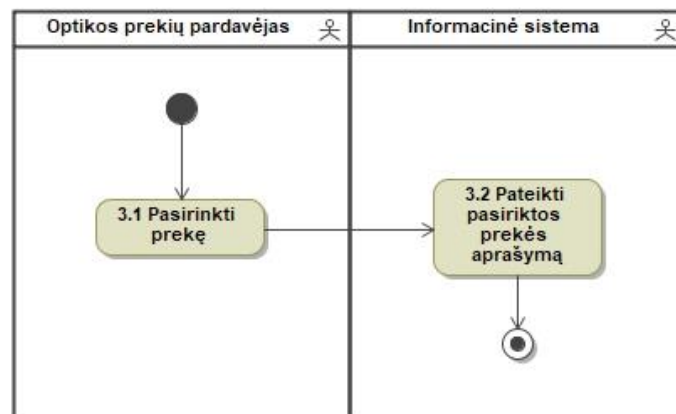 Optikos prekių pardavėjas
Informacinė sistema
3.1 Pasirinkti
prekę
3.2 Pateikti
pasiriktos
prekės
aprašymą